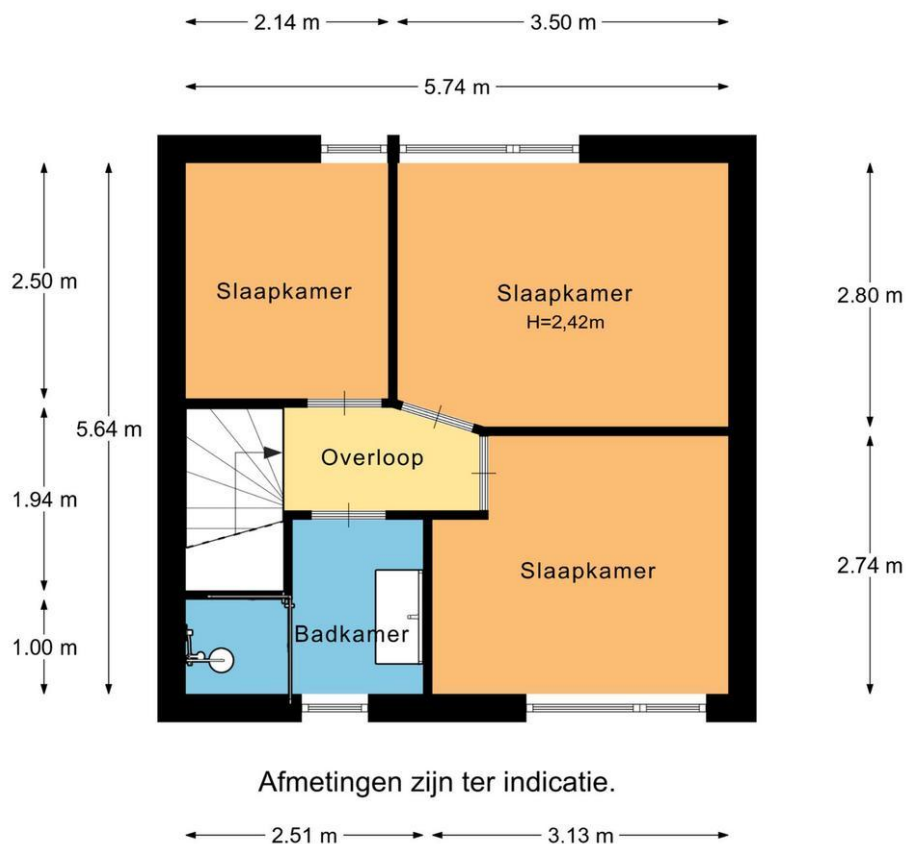 2.14 m
3.50 m
5.74 m
2.50 m
5.64 m
1.94 m
1.00 m
Slaapkamer
Slaapkamer
H=2,42m
2.80 m
Overloop
Slaapkamer
2.74 m
Badkamer
Afmetingen zijn ter indicatie.
2.51 m
3.13 m